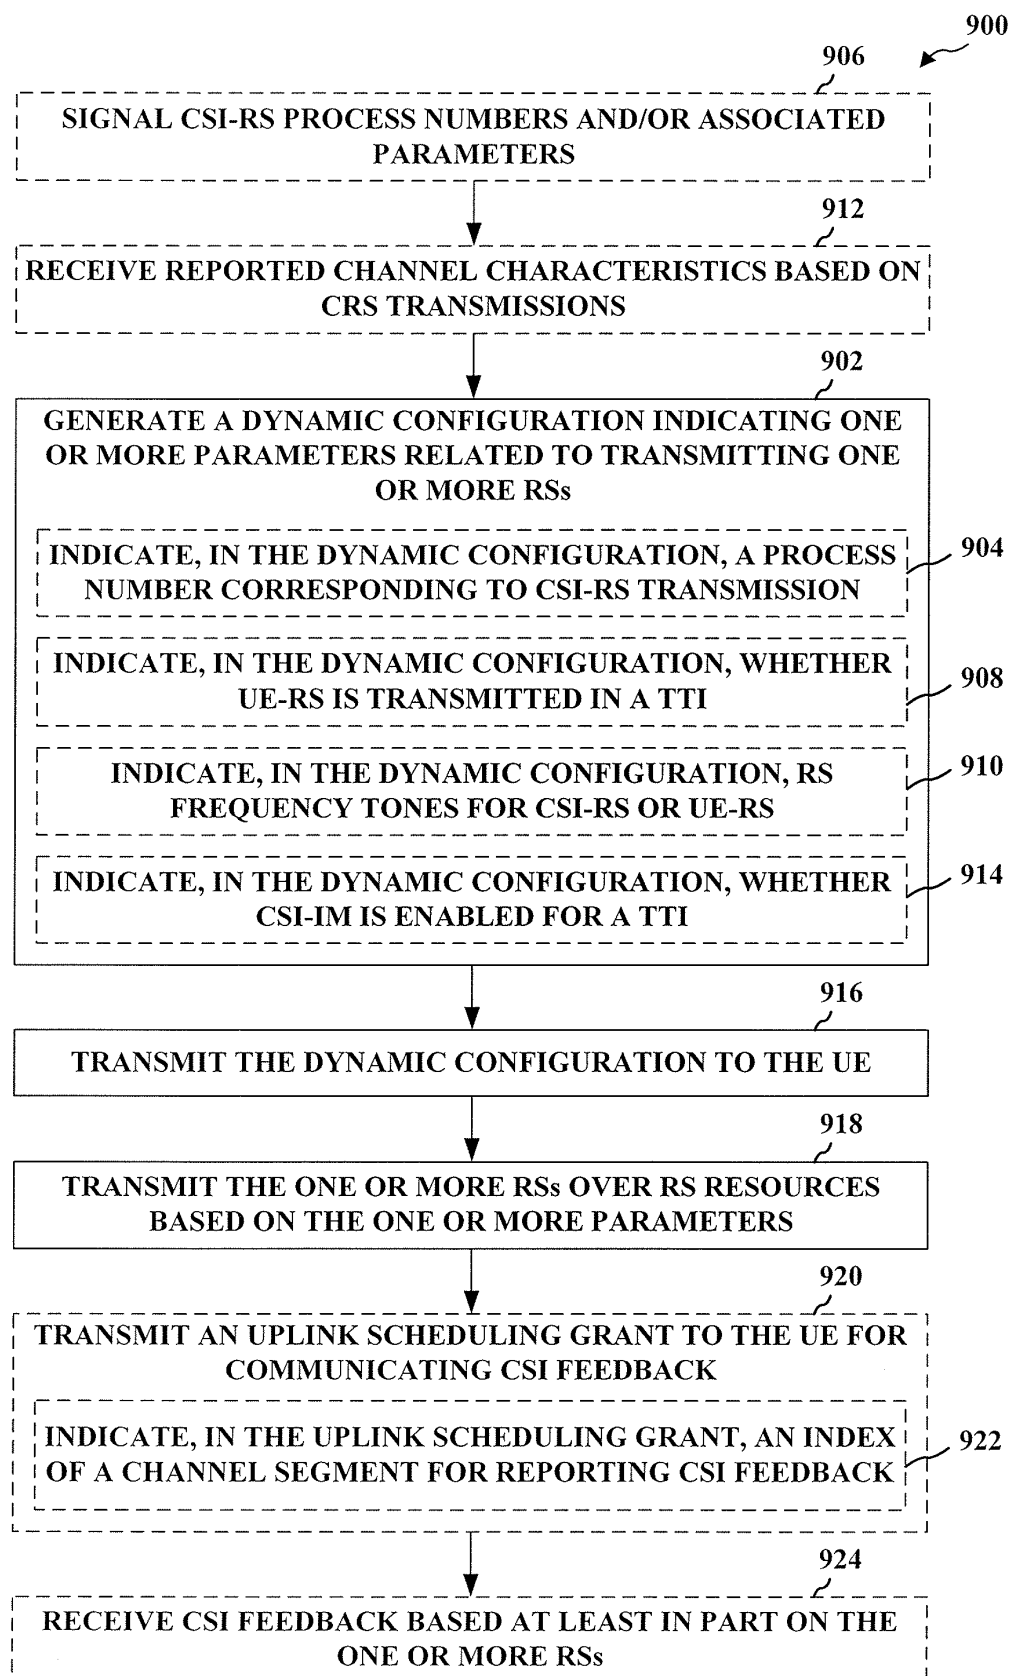 900
906
SIGNAL CSI-RS PROCESS NUMBERS AND/OR ASSOCIATED
PARAMETERS
912
RECEIVE REPORTED CHANNEL CHARACTERISTICS BASED ON
CRS TRANSMISSIONS
902
GENERATE A DYNAMIC CONFIGURATION INDICATING ONE
OR MORE PARAMETERS RELATED TO TRANSMITTING ONE
OR MORE RSs
904
INDICATE, IN THE DYNAMIC CONFIGURATION, A PROCESS
NUMBER CORRESPONDING TO CSI-RS TRANSMISSION
INDICATE, IN THE DYNAMIC CONFIGURATION, WHETHER
908
UE-RS IS TRANSMITTED IN A TTI
INDICATE, IN THE DYNAMIC CONFIGURATION, RS
910
FREQUENCY TONES FOR CSI-RS OR UE-RS
INDICATE, IN THE DYNAMIC CONFIGURATION, WHETHER
914
CSI-IM IS ENABLED FOR A TTI
916
TRANSMIT THE DYNAMIC CONFIGURATION TO THE UE
918
TRANSMIT THE ONE OR MORE RSs OVER RS RESOURCES
BASED ON THE ONE OR MORE PARAMETERS
920
TRANSMIT AN UPLINK SCHEDULING GRANT TO THE UE FOR
COMMUNICATING CSI FEEDBACK
INDICATE, IN THE UPLINK SCHEDULING GRANT, AN INDEX
922
OF A CHANNEL SEGMENT FOR REPORTING CSI FEEDBACK
924
RECEIVE CSI FEEDBACK BASED AT LEAST IN PART ON THE
ONE OR MORE RSs